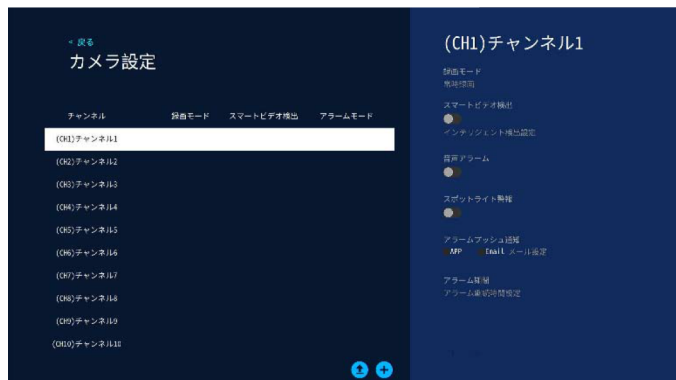 < 戻る
カメラ設定
チャンネル 録画モード スマートビデオ検出 アラームモード
(CH1)チャンネル1
(CH2)チャンネル2
(CH3)チャンネル3
(CH4)チャンネル4
(CH5)チャンネル5
(CH6)チャンネル6
(CH7)チャンネル7
(CH8)チャンネル8
(CH9)チャンネル9
(CH10)チャンネル10
(CH1)チャンネル1
録画モード
常時録画
スマートビデオ検出
インテリジェント検出設定
音声アラーム
スポットライト警報
アラームプッシュ通知
APP Email メール設定
アラーム期間
アラーム継続時間設定